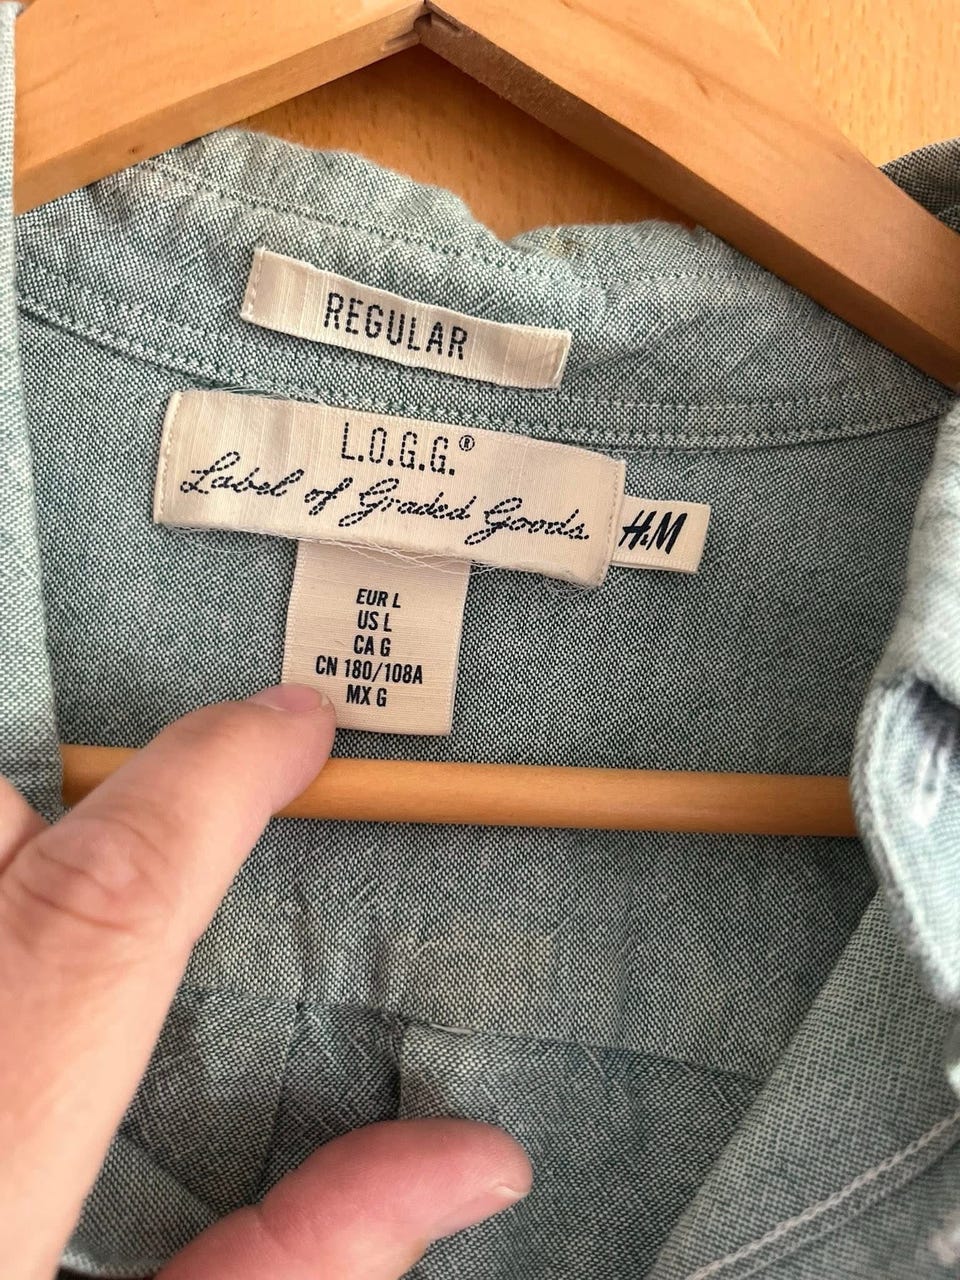 REGULAR
L.O.G.G.®
Label of Graded Goods
H&M
EUR L
US L
CA G
CN 180/108A
MX G